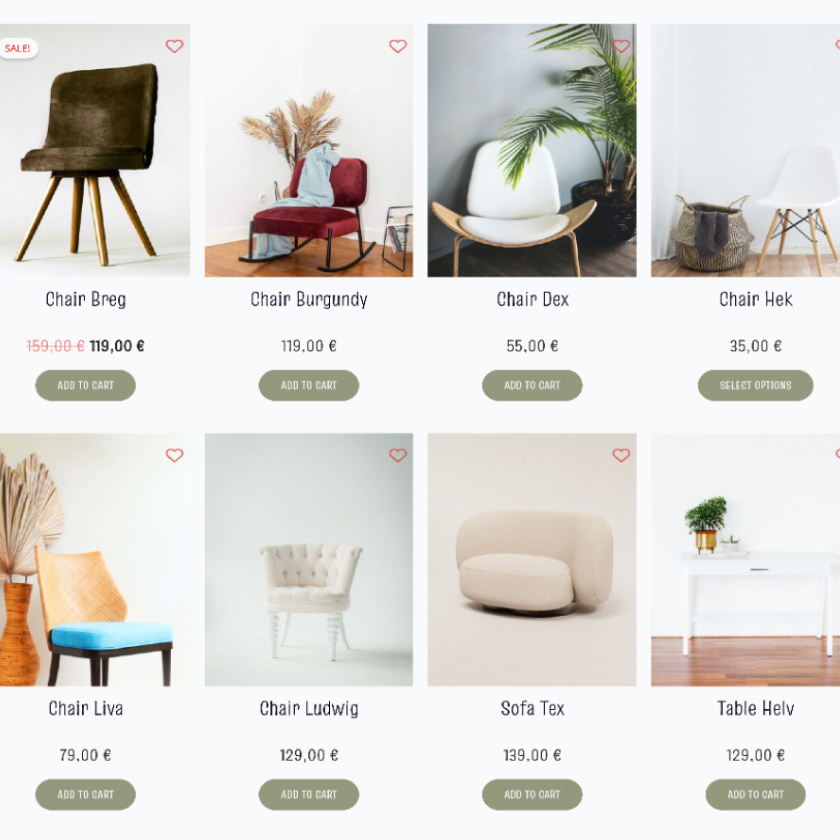 SALE!
Chair Breg
Chair Burgundy
Chair Dex
Chair Hek
159,00 € 119,00 €
119,00 €
55,00 €
35,00 €
ADD TO CART
ADD TO CART
ADD TO CART
SELECT OPTIONS
Chair Liva
Chair Ludwig
Sofa Tex
Table Helv
79,00 €
129,00 €
139,00 €
129,00 €
ADD TO CART
ADD TO CART
ADD TO CART
ADD TO CART